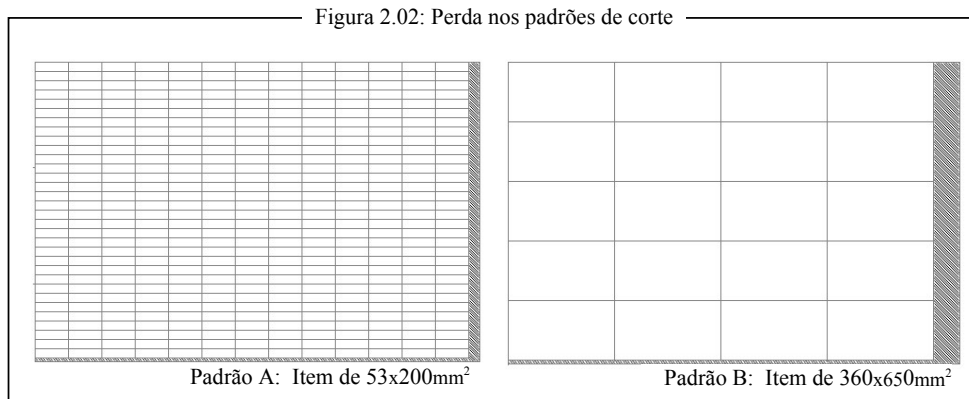 Figura 2.02: Perda nos padrões de corte
Padrão A: Item de 53x200mm²
Padrão B: Item de 360x650mm²